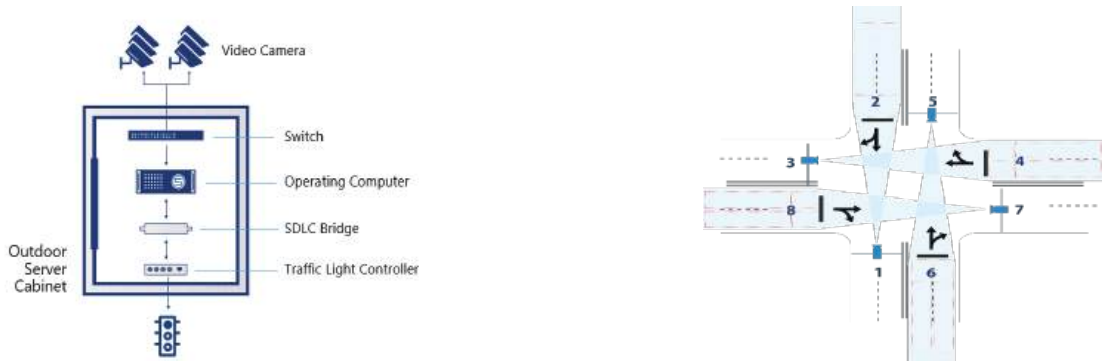 Video Camera
Switch
Operating Computer
SDLC Bridge
Traffic Light Controller
Outdoor
Server
Cabinet
2
5
3
4
8
7
1
6